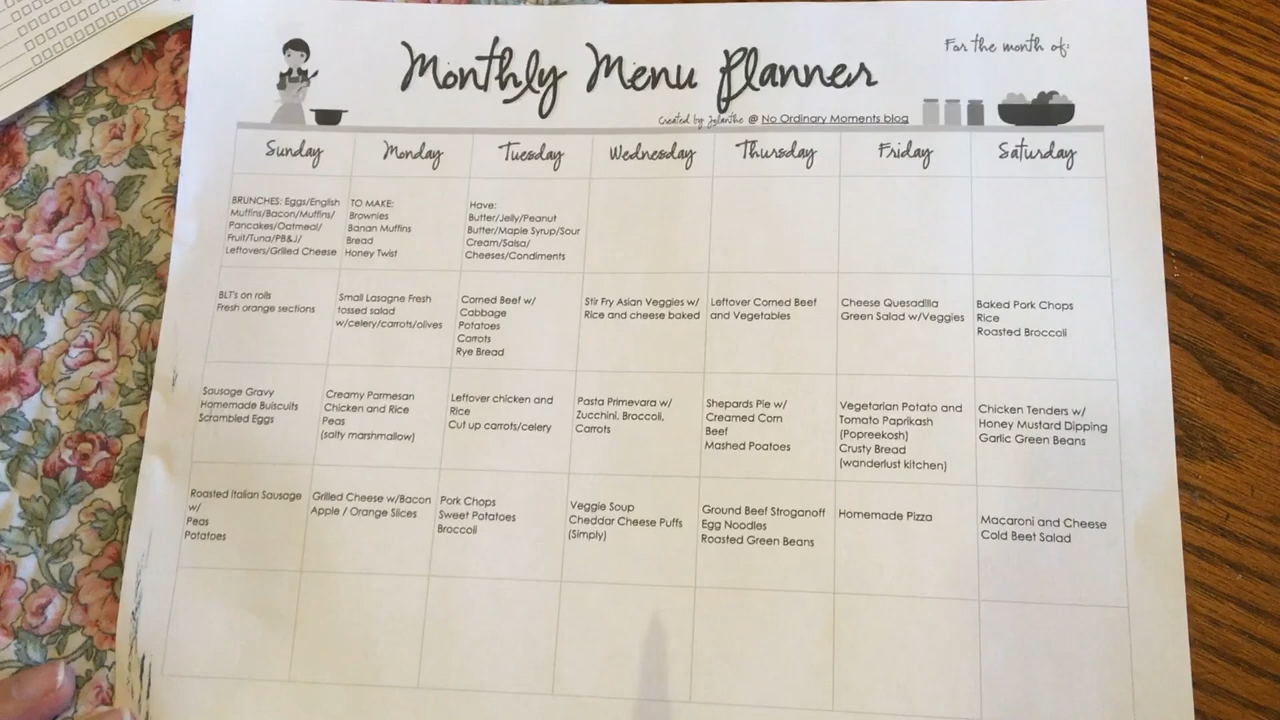 Monthly Menu Planner
For the month of:
Created by Jolanthe @ No Ordinary Moments blog
Sunday
Monday
Tuesday
Wednesday
Thursday
Friday
Saturday
BRUNCHES: Eggs/English
Muffins/Bacon/Muffins/
Pancakes/Oatmeal/
Fruit/Tuna/PB&J/
Leftovers/Grilled Cheese
TO MAKE:
Brownies
Banan Muffins
Bread
Honey Twist
Have:
Butter/Jelly/Peanut
Butter/Maple Syrup/Sour
Cream/Salsa/
Cheeses/Condiments
BLT's on rolls
Fresh orange sections
Small Lasagne Fresh
tossed salad
w/celery/carrots/olives
Corned Beef w/
Cabbage
Potatoes
Carrots
Rye Bread
Stir Fry Asian Veggies w/
Rice and cheese baked
Leftover Corned Beef
and Vegetables
Cheese Quesadilla
Green Salad w/Veggies
Baked Pork Chops
Rice
Roasted Broccoli
Sausage Gravy
Homemade Buiscuits
Scrambled Eggs
Creamy Parmesan
Chicken and Rice
Peas
(salty marshmallow)
Leftover chicken and
Rice
Cut up carrots/celery
Pasta Primevara w/
Zucchini, Broccoli,
Carrots
Shepards Pie w/
Creamed Corn
Beef
Mashed Poatoes
Vegetarian Potato and
Tomato Paprikash
(Popreekosh)
Crusty Bread
(wanderlust kitchen)
Chicken Tenders w/
Honey Mustard Dipping
Garlic Green Beans
Roasted Italian Sausage
w/
Peas
Potatoes
Grilled Cheese w/Bacon
Apple / Orange Slices
Pork Chops
Sweet Potatoes
Broccoli
Veggie Soup
Cheddar Cheese Puffs
(Simply)
Ground Beef Stroganoff
Egg Noodles
Roasted Green Beans
Homemade Pizza
Macaroni and Cheese
Cold Beet Salad